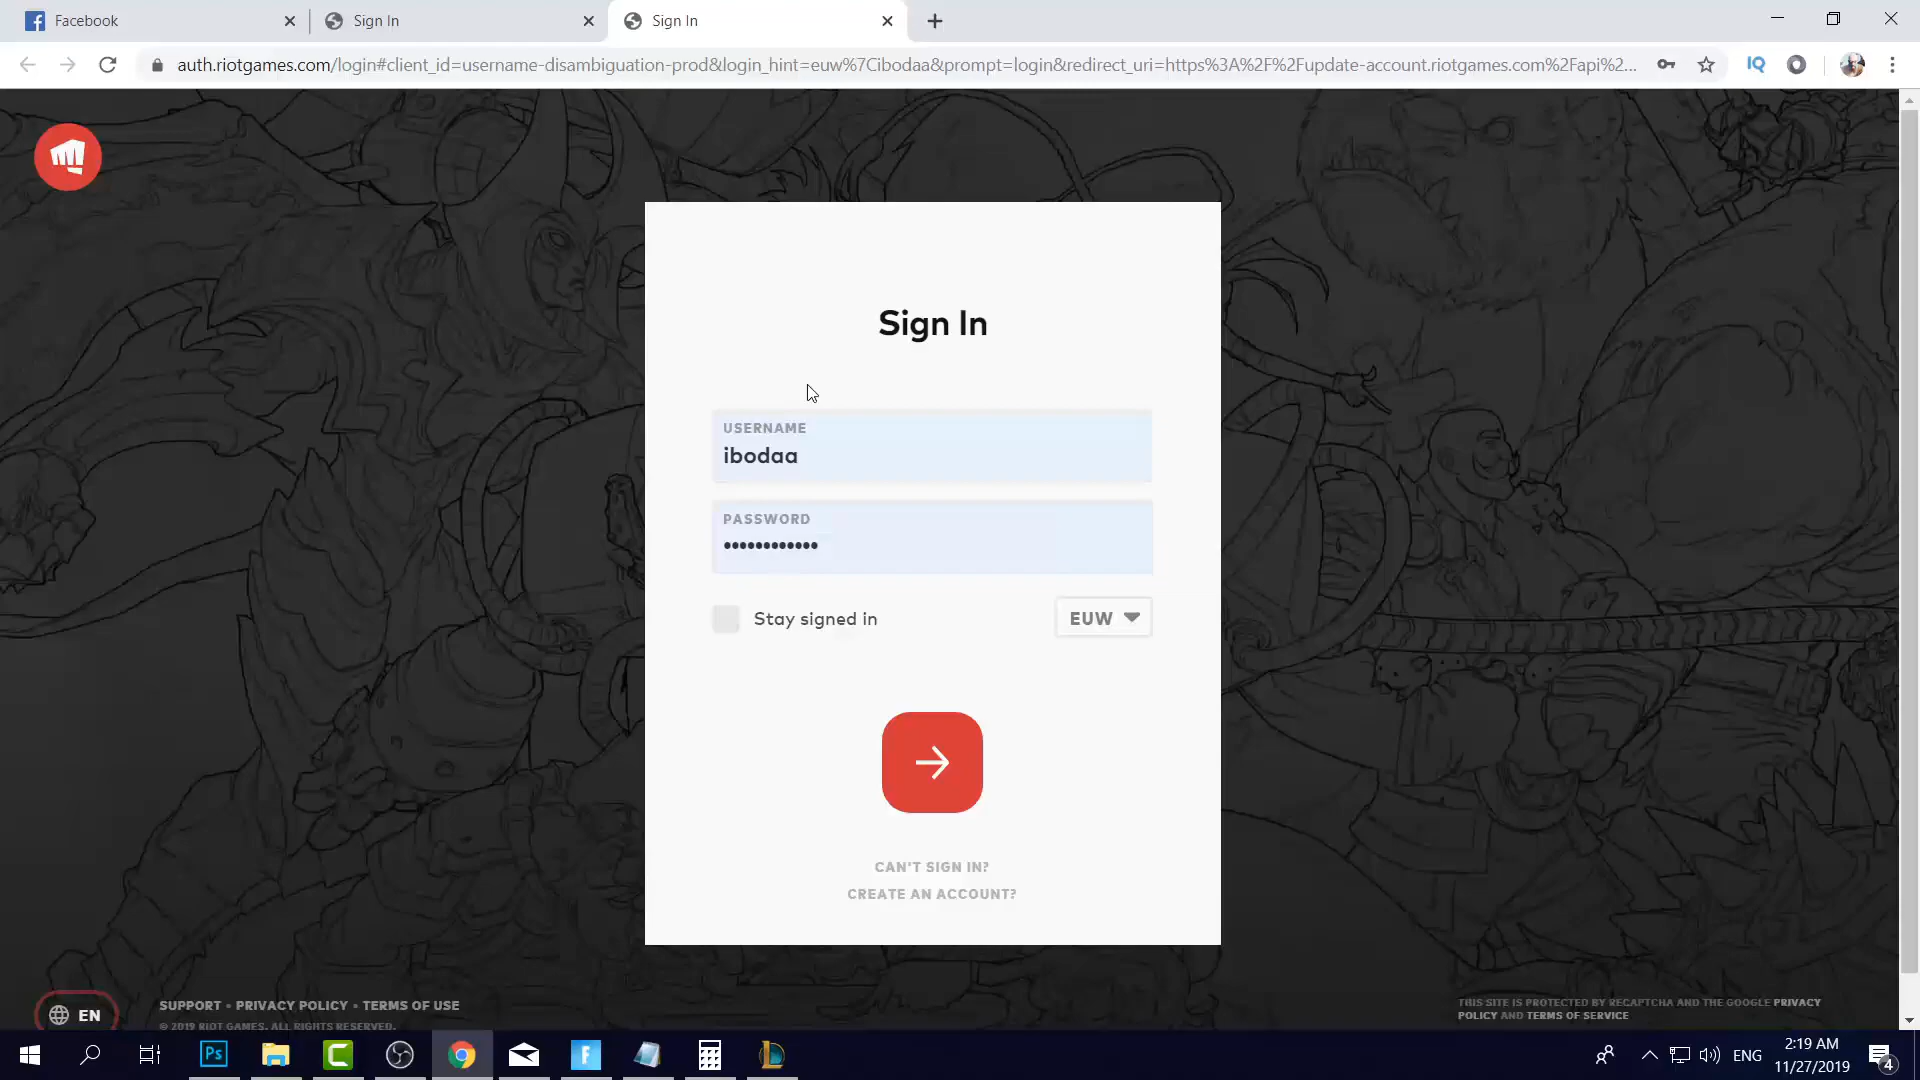 Facebook
Sign In
Sign In
auth.riotgames.com/login#client_id=username-disambiguation-prod&login_hint=euw%7Cibodaa&prompt=login&redirect_uri=https%3A%2F%2Fupdate-account.riotgames.com%2Fapi%2...
IQ
Sign In
USERNAME
ibodaa
PASSWORD
••••••••••••
Stay signed in
EUW
CAN'T SIGN IN?
CREATE AN ACCOUNT?
EN
SUPPORT • PRIVACY POLICY • TERMS OF USE
© 2019 RIOT GAMES. ALL RIGHTS RESERVED.
THIS SITE IS PROTECTED BY RECAPTCHA AND THE GOOGLE PRIVACY
POLICY AND TERMS OF SERVICE
Ps
ENG
2:19 AM
11/27/2019
4